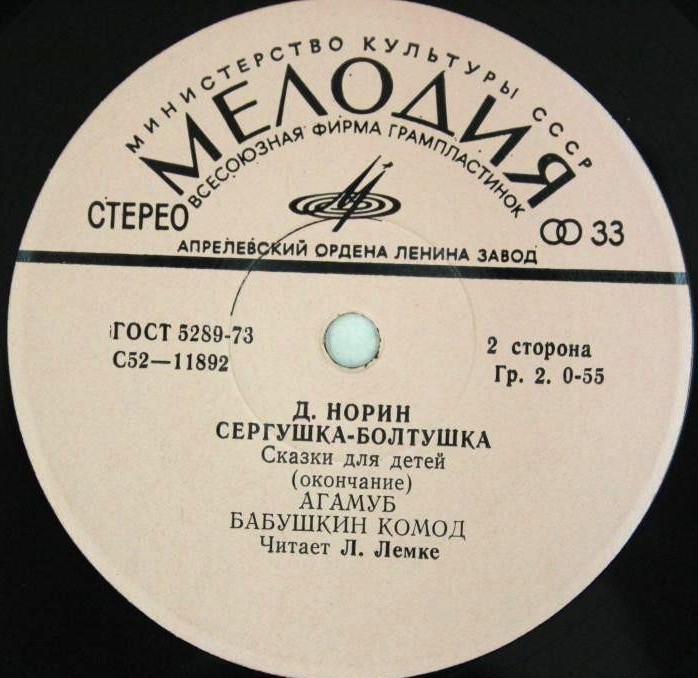 МИНИСТЕРСТВО КУЛЬТУРЫ СССР
МЕЛОДИЯ
ВСЕСОЮЗНАЯ ФИРМА ГРАМПЛАСТИНОК
СТЕРЕО
33
АПРЕЛЕВСКИЙ ОРДЕНА ЛЕНИНА ЗАВОД
ГОСТ 5289-73
С52—11892
2 сторона
Гр. 2. 0-55
Д. НОРИН
СЕРГУШКА-БОЛТУШКА
Сказки для детей
(окончание)
АГАМУБ
БАБУШКИН КОМОД
Читает Л. Лемке